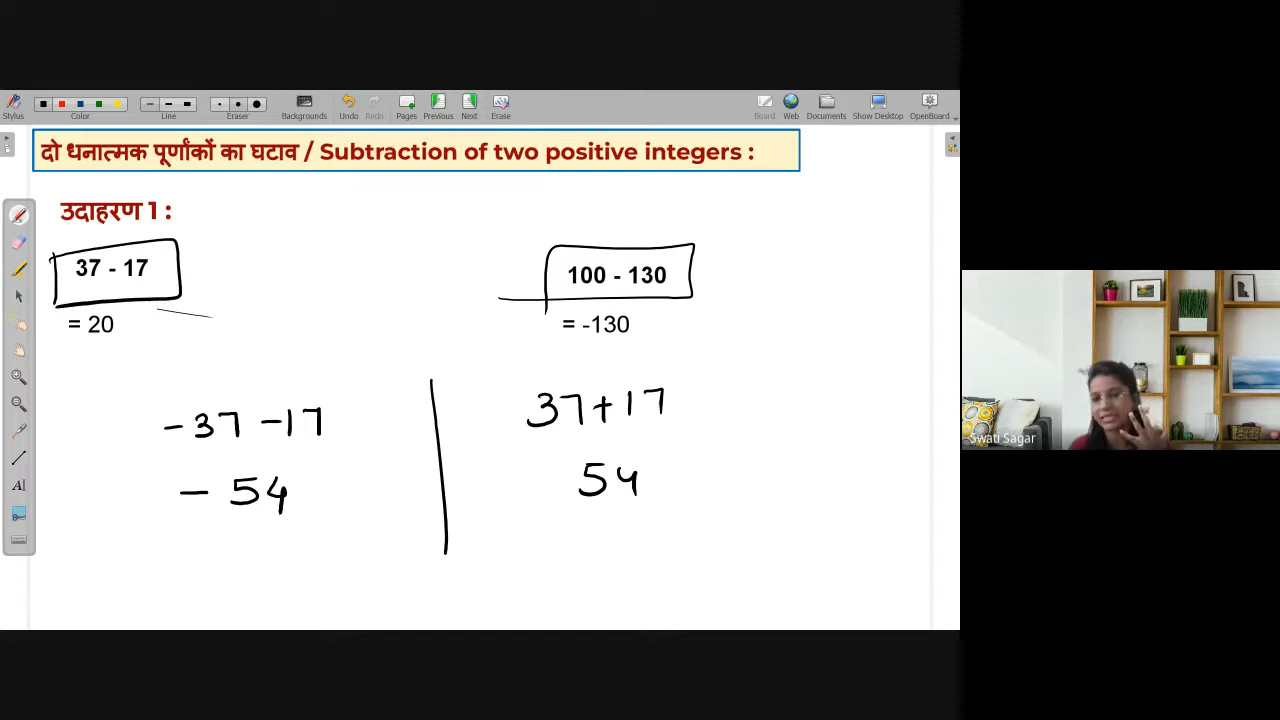 Stylus Color Line Eraser Backgrounds Undo Redo Pages Previous Next Erase Board Web Documents Show Desktop OpenBoard
दो धनात्मक पूर्णांकों का घटाव / Subtraction of two positive integers :
उदाहरण 1 :
37 - 17
= 20
100 - 130
= -130
- 37 - 17
- 54
37 + 17
54
Swati Sagar